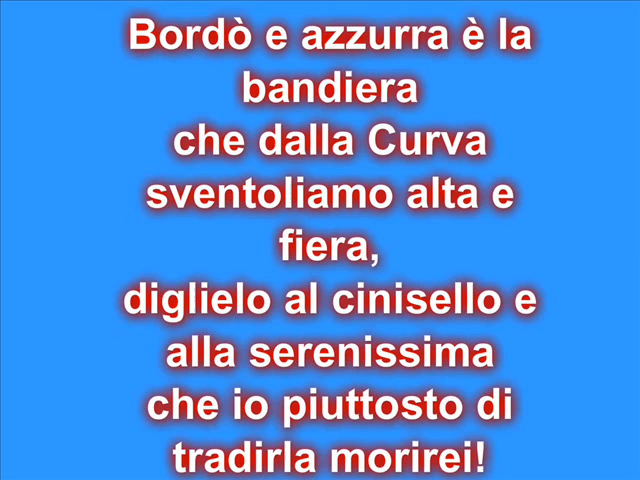 Bordò e azzurra è la
bandiera
che dalla Curva
sventoliamo alta e
fiera,
diglielo al cinisello e
alla serenissima
che io piuttosto di
tradirla morirei!